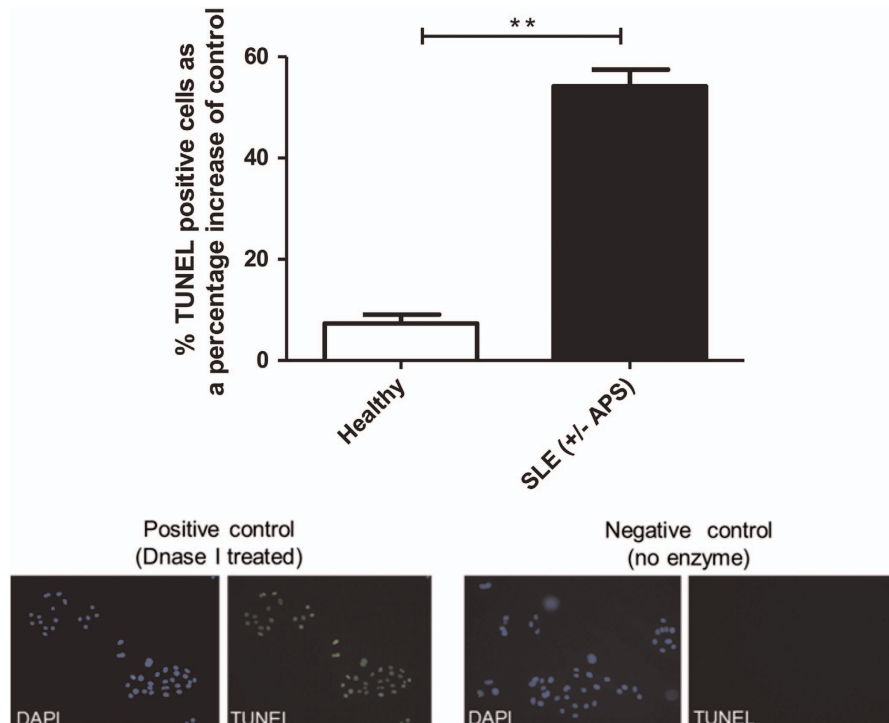 **
% TUNEL positive cells as
a percentage increase of control
60
40
20
0
Healthy
SLE (+/- APS)
Positive control
(Dnase I treated)
Negative control
(no enzyme)
DAPI
TUNEL
DAPI
TUNEL